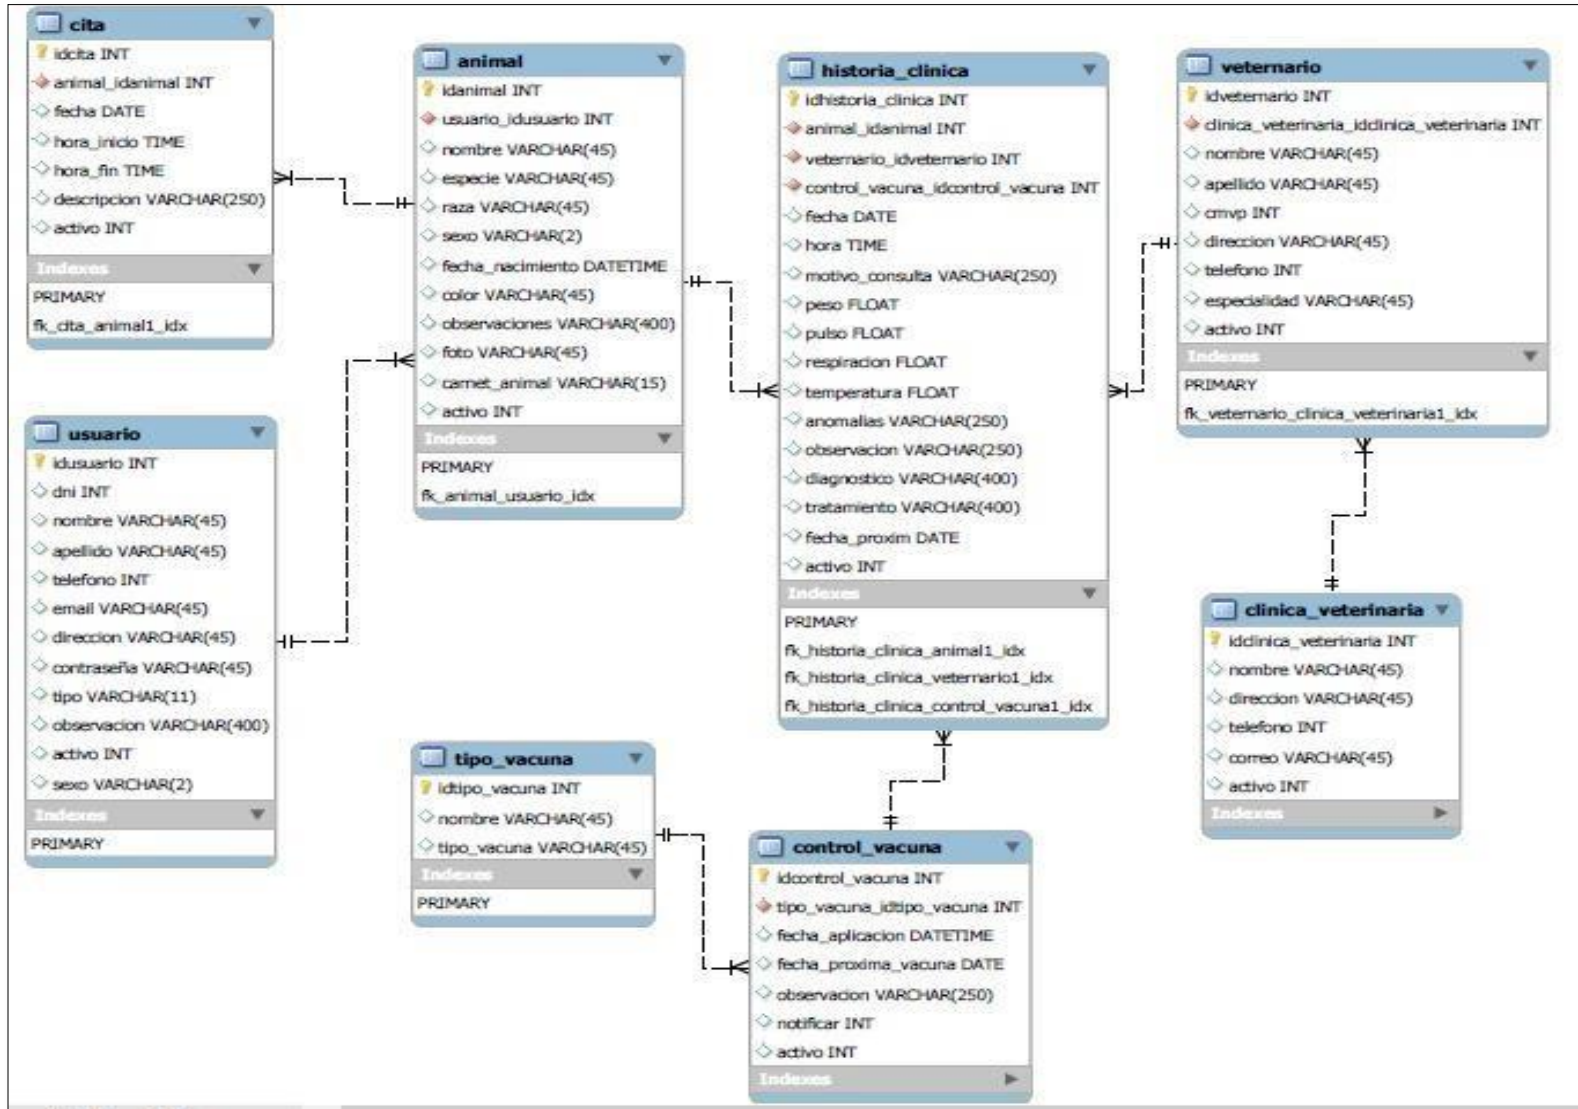 cita
idcita INT
animal_idanimal INT
fecha DATE
hora_inicio TIME
hora_fin TIME
descripcion VARCHAR(250)
activo INT
Indexes
PRIMARY
fk_cita_animal1_idx
usuario
idusuario INT
dni INT
nombre VARCHAR(45)
apellido VARCHAR(45)
telefono INT
email VARCHAR(45)
direccion VARCHAR(45)
contraseña VARCHAR(45)
tipo VARCHAR(11)
observacion VARCHAR(400)
activo INT
sexo VARCHAR(2)
Indexes
PRIMARY
animal
idanimal INT
usuario_idusuario INT
nombre VARCHAR(45)
especie VARCHAR(45)
raza VARCHAR(45)
sexo VARCHAR(2)
fecha_nacimiento DATETIME
color VARCHAR(45)
observaciones VARCHAR(400)
foto VARCHAR(45)
carnet_animal VARCHAR(15)
activo INT
Indexes
PRIMARY
fk_animal_usuario_idx
tipo_vacuna
idtipo_vacuna INT
nombre VARCHAR(45)
tipo_vacuna VARCHAR(45)
Indexes
PRIMARY
historia_clinica
idhistoria_clinica INT
animal_idanimal INT
veternario_idveternario INT
control_vacuna_idcontrol_vacuna INT
fecha DATE
hora TIME
motivo_consulta VARCHAR(250)
peso FLOAT
pulso FLOAT
respiracion FLOAT
temperatura FLOAT
anomalias VARCHAR(250)
observacion VARCHAR(250)
diagnostico VARCHAR(400)
tratamiento VARCHAR(400)
fecha_proxim DATE
activo INT
Indexes
PRIMARY
fk_historia_clinica_animal1_idx
fk_historia_clinica_veternario1_idx
fk_historia_clinica_control_vacuna1_idx
control_vacuna
idcontrol_vacuna INT
tipo_vacuna_idtipo_vacuna INT
fecha_aplicacion DATETIME
fecha_proxima_vacuna DATE
observacion VARCHAR(250)
notificar INT
activo INT
Indexes
veternario
idveternario INT
clinica_veterinaria_idclinica_veterinaria INT
nombre VARCHAR(45)
apellido VARCHAR(45)
cmvp INT
direccion VARCHAR(45)
telefono INT
especialidad VARCHAR(45)
activo INT
Indexes
PRIMARY
fk_veternario_clinica_veterinaria1_idx
clinica_veterinaria
idclinica_veterinaria INT
nombre VARCHAR(45)
direccion VARCHAR(45)
telefono INT
correo VARCHAR(45)
activo INT
Indexes